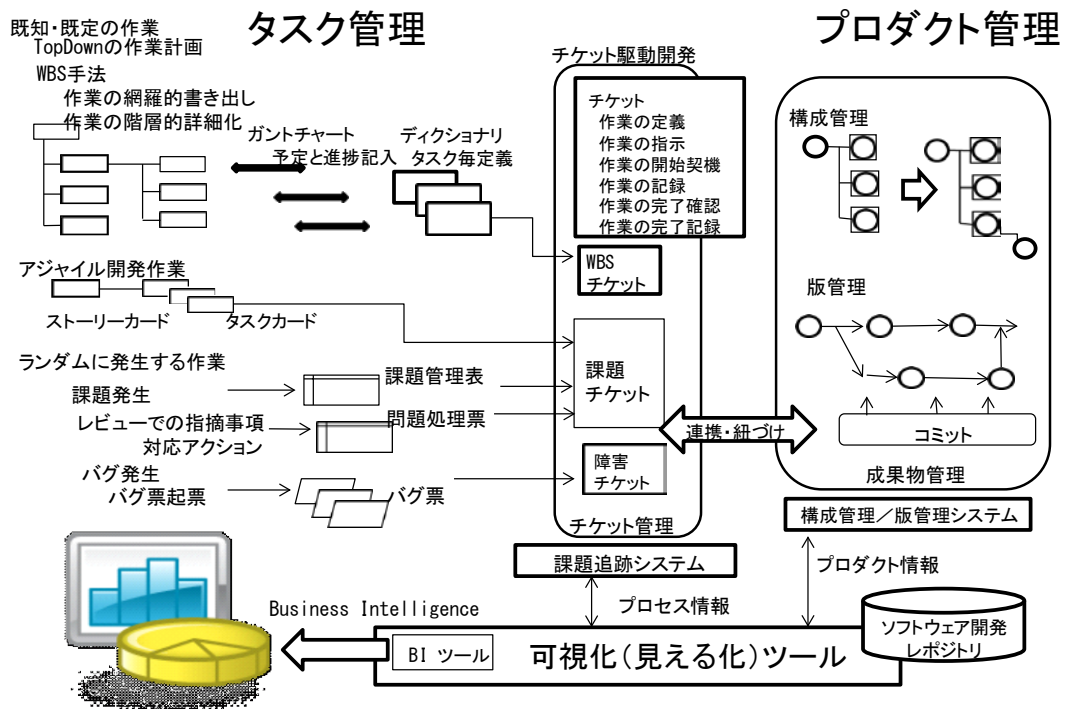 タスク管理
プロダクト管理
既知・既定の作業
TopDownの作業計画
WBS手法
作業の網羅的書き出し
作業の階層的詳細化
ガントチャート
予定と進捗記入
ディクショナリ
タスク毎定義
チケット駆動開発
チケット
作業の定義
作業の指示
作業の開始契機
作業の記録
作業の完了確認
作業の完了記録
WBS
チケット
アジャイル開発作業
ストーリーカード
タスクカード
ランダムに発生する作業
課題発生
課題管理表
レビューでの指摘事項
対応アクション
問題処理票
バグ発生
バグ票起票
バグ票
課題
チケット
障害
チケット
チケット管理
課題追跡システム
連携・紐づけ
構成管理
版管理
コミット
成果物管理
構成管理／版管理システム
プロセス情報
プロダクト情報
Business Intelligence
BI ツール
可視化（見える化）ツール
ソフトウェア開発
レポジトリ